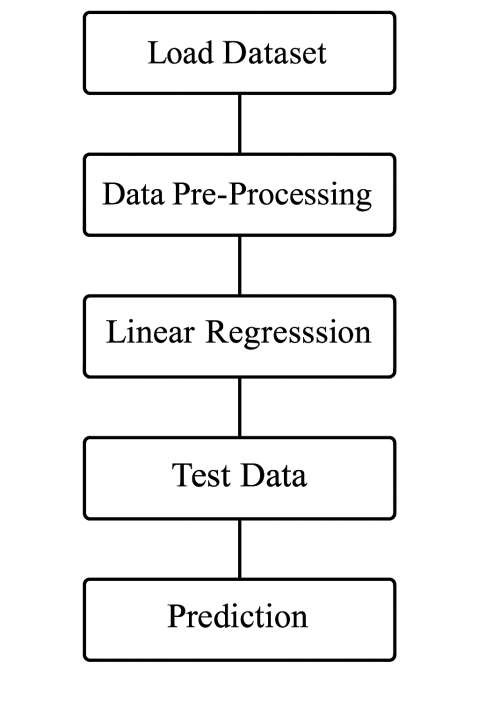 Load Dataset
Data Pre-Processing
Linear Regresssion
Test Data
Prediction